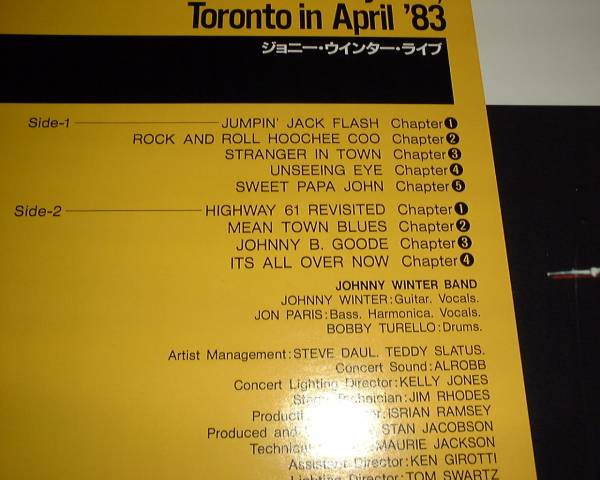 Toronto in April '83
ジョニー・ウインター・ライブ
Side-1 JUMPIN' JACK FLASH Chapter❶
ROCK AND ROLL HOOCHEE COO Chapter❷
STRANGER IN TOWN Chapter❸
UNSEEING EYE Chapter❹
SWEET PAPA JOHN Chapter❺
Side-2 HIGHWAY 61 REVISITED Chapter❶
MEAN TOWN BLUES Chapter❷
JOHNNY B. GOODE Chapter❸
ITS ALL OVER NOW Chapter❹
JOHNNY WINTER BAND
JOHNNY WINTER:Guitar. Vocals.
JON PARIS:Bass. Harmonica. Vocals.
BOBBY TURELLO:Drums.
Artist Management:STEVE DAUL. TEDDY SLATUS.
Concert Sound:ALROBB
Concert Lighting Director:KELLY JONES
Stage Technician:JIM RHODES
ISRIAN RAMSEY
Produced and STAN JACOBSON
MAURIE JACKSON
Assistant Director:KEN GIROTTI
Lighting Director:TOM SWARTZ